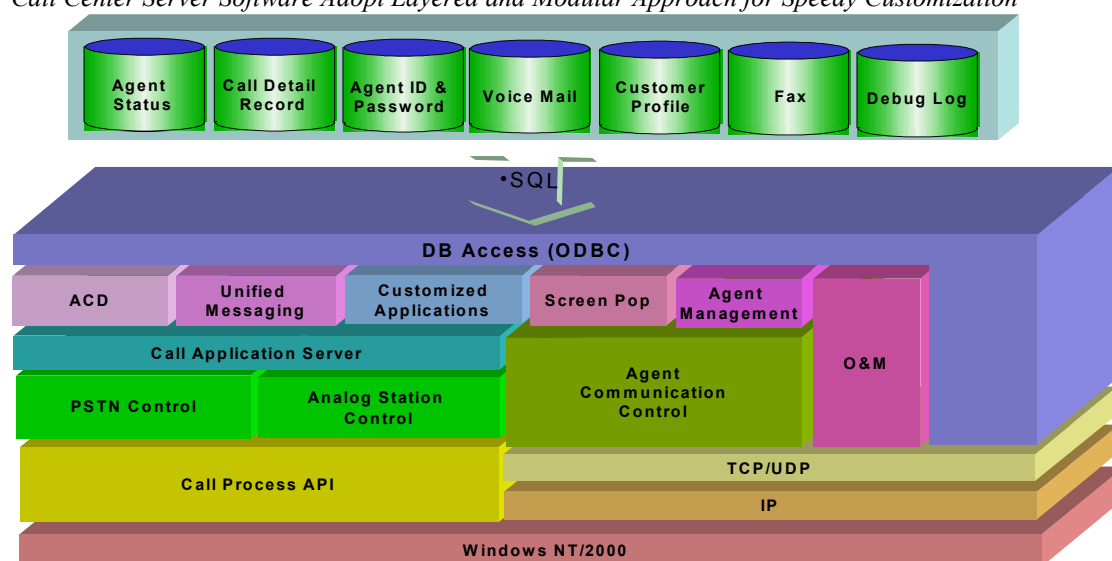 Call Center Server Software Adopt Layered and Modular Approach for Speedy Customization
Agent
Status
Call Detail
Record
Agent ID &
Password
Voice Mail
Customer
Profile
Fax
Debug Log
•SQL
DB Access (ODBC)
ACD
Unified
Messaging
Customized
Applications
Screen Pop
Agent
Management
Call Application Server
O&M
PSTN Control
Analog Station
Control
Agent
Communication
Control
TCP/UDP
Call Process API
IP
Windows NT/2000